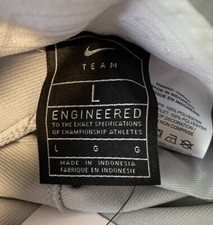 TEAM
L
ENGINEERED
TO THE EXACT SPECIFICATIONS
OF CHAMPIONSHIP ATHLETES
L G G
MADE IN INDONESIA
FABRIQUÉ EN INDONÉSIE